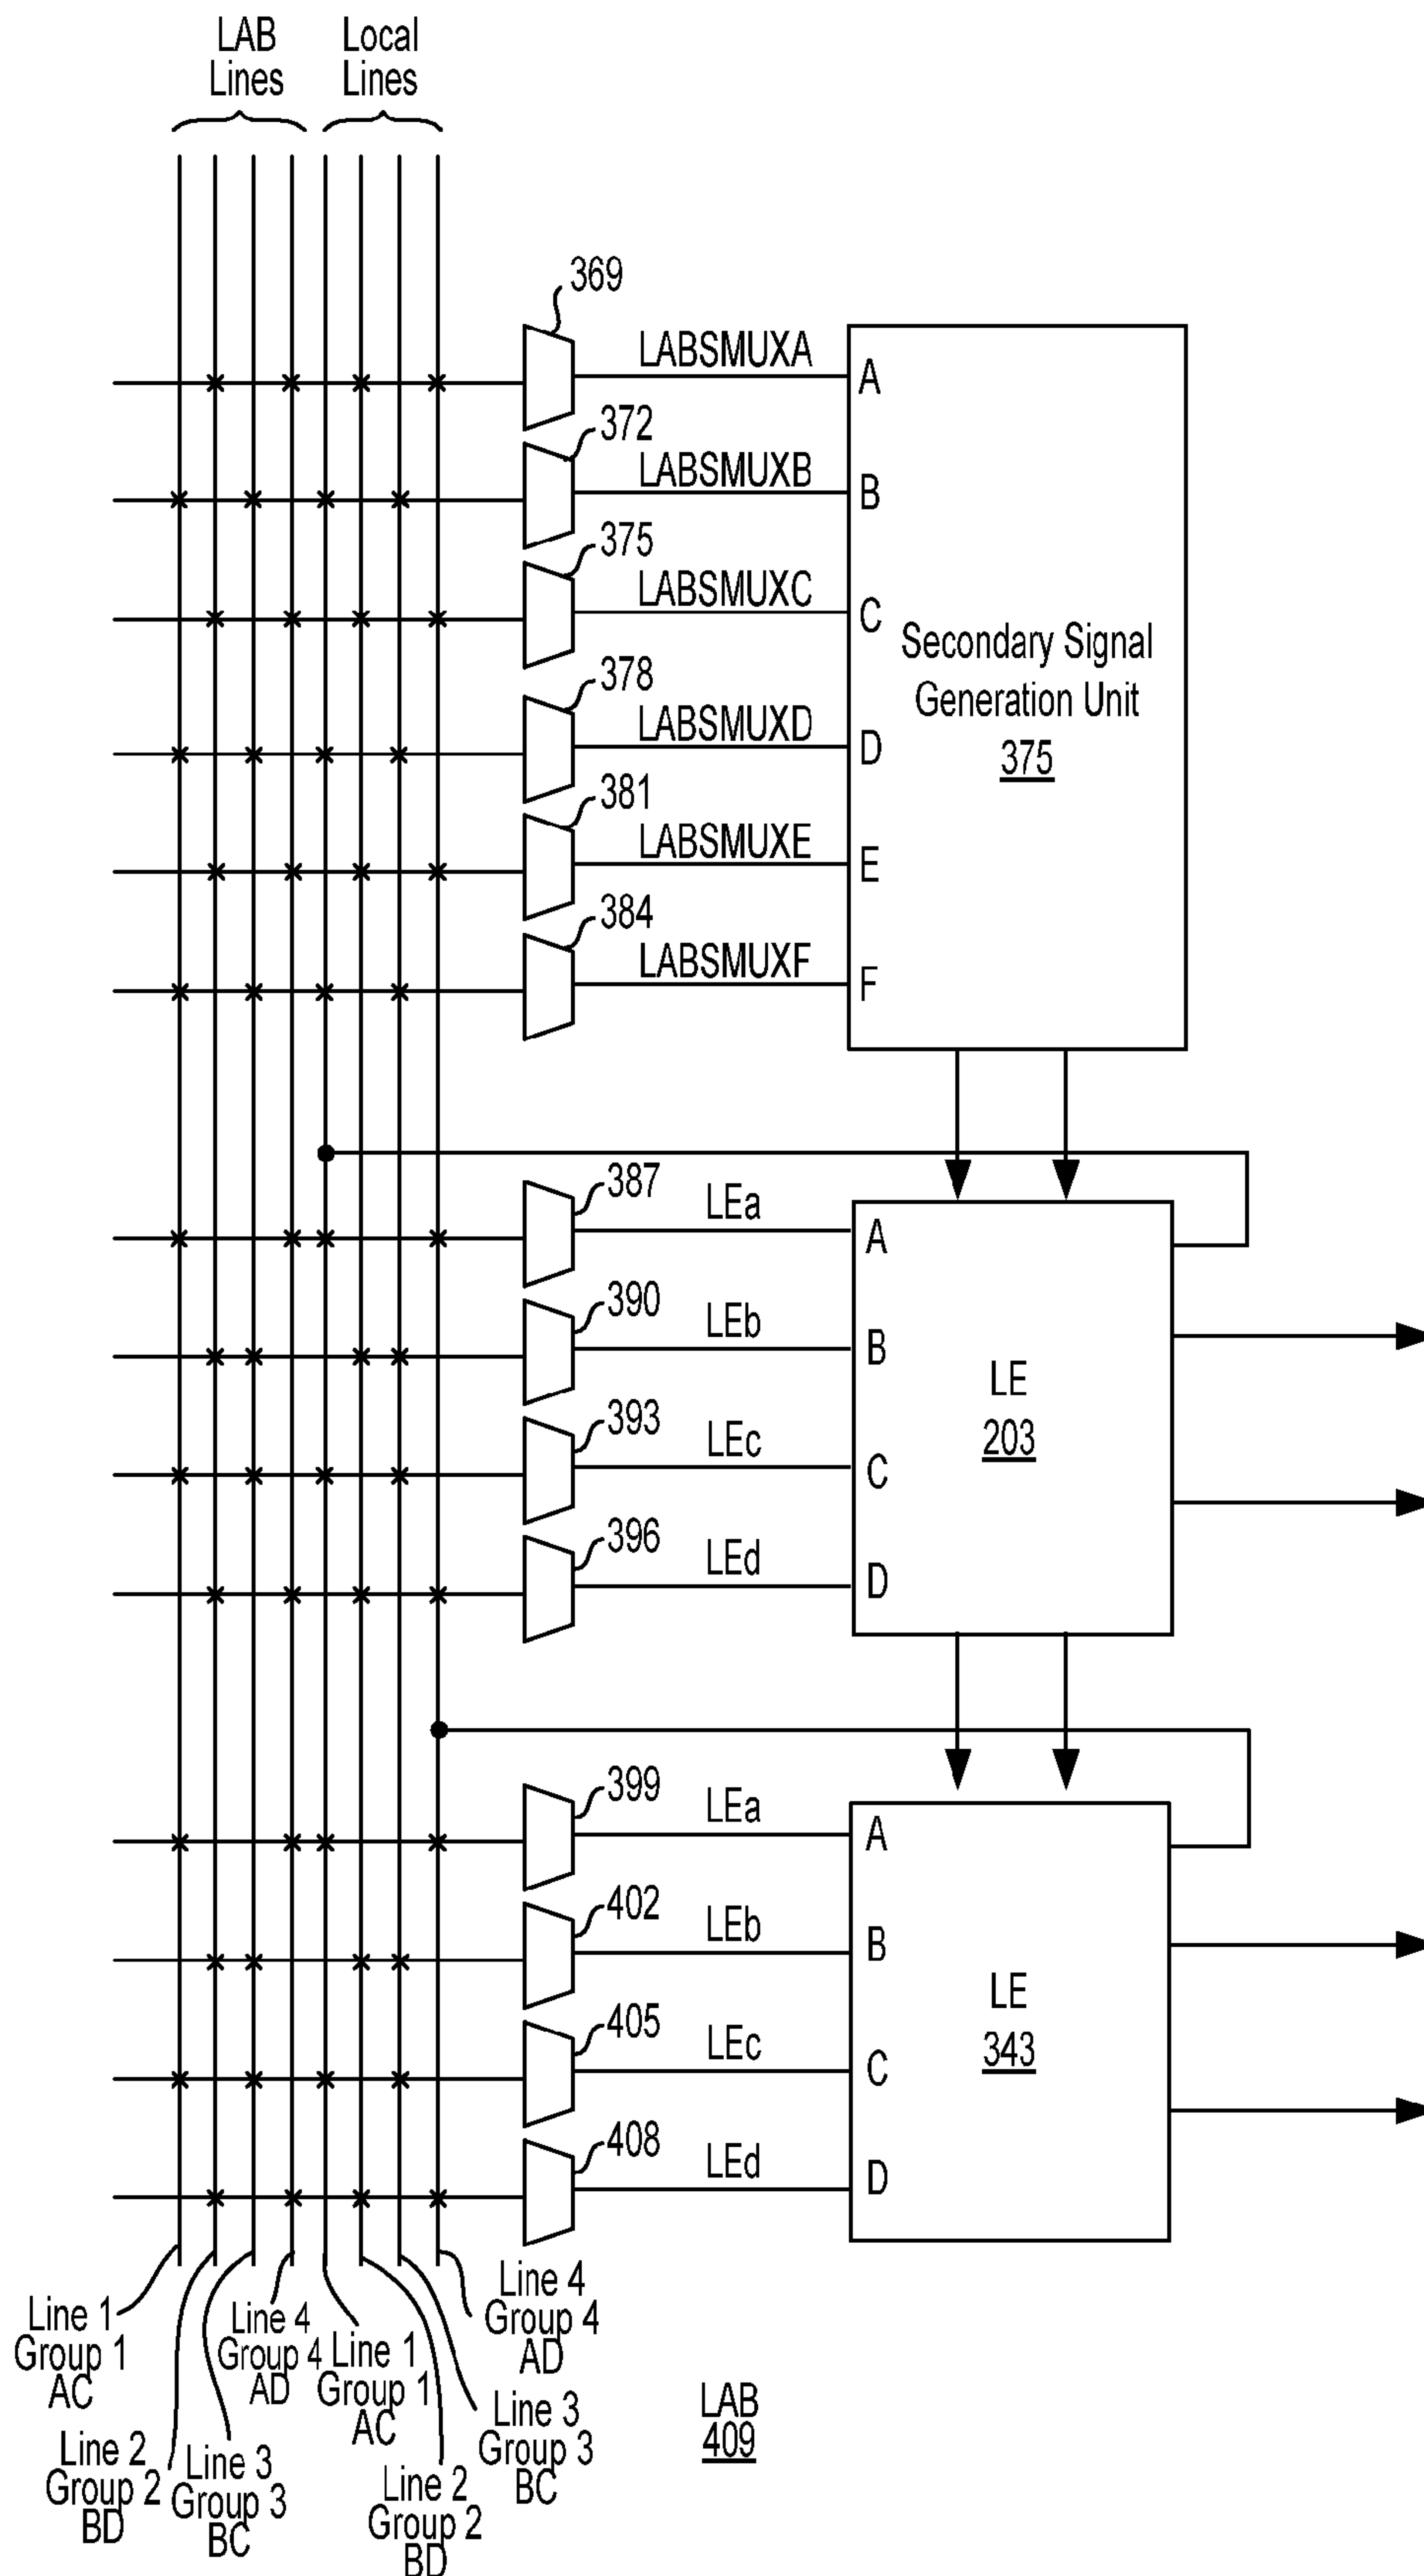 LAB
Lines
Local
Lines
369
LABSMUXA
A
372
LABSMUXB
B
375
LABSMUXC
C
Secondary Signal
Generation Unit
375
378
LABSMUXD
D
381
LABSMUXE
E
384
LABSMUXF
F
387
LEa
A
390
LEb
B
LE
203
393
LEc
C
396
LEd
D
399
LEa
A
402
LEb
B
LE
343
405
LEc
C
408
LEd
D
Line 1
Group 1
AC
Line 2
Group 2
BD
Line 3
Group 3
BC
Line 4
Group 4
AD
Line 1
Group 1
AC
Line 2
Group 2
BD
Line 3
Group 3
BC
Line 4
Group 4
AD
LAB
409